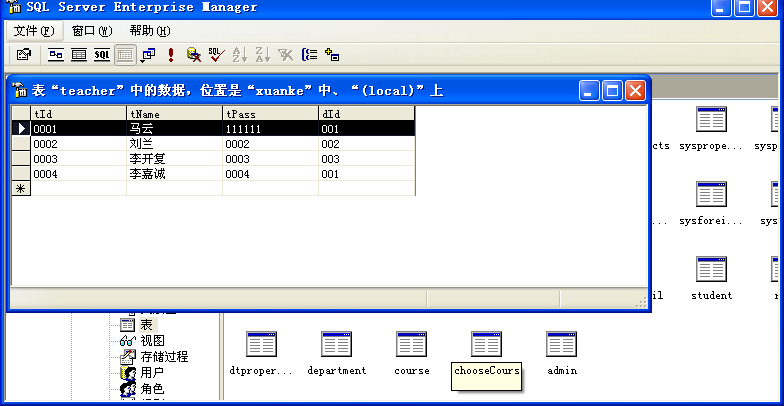 SQL Server Enterprise Manager
文件(F) 窗口(W) 帮助(H)
SQL SQL
表“teacher”中的数据，位置是“xuanke”中、“(local)”上
tId tName tPass dId
0001 马云 111111 001
0002 刘兰 0002 002
0003 李开复 0003 003
0004 李嘉诚 0004 001
cts sysprope... sysp
... sysforei... sy
il student
表
视图
存储过程
用户
角色
dtproper... department course chooseCours admin